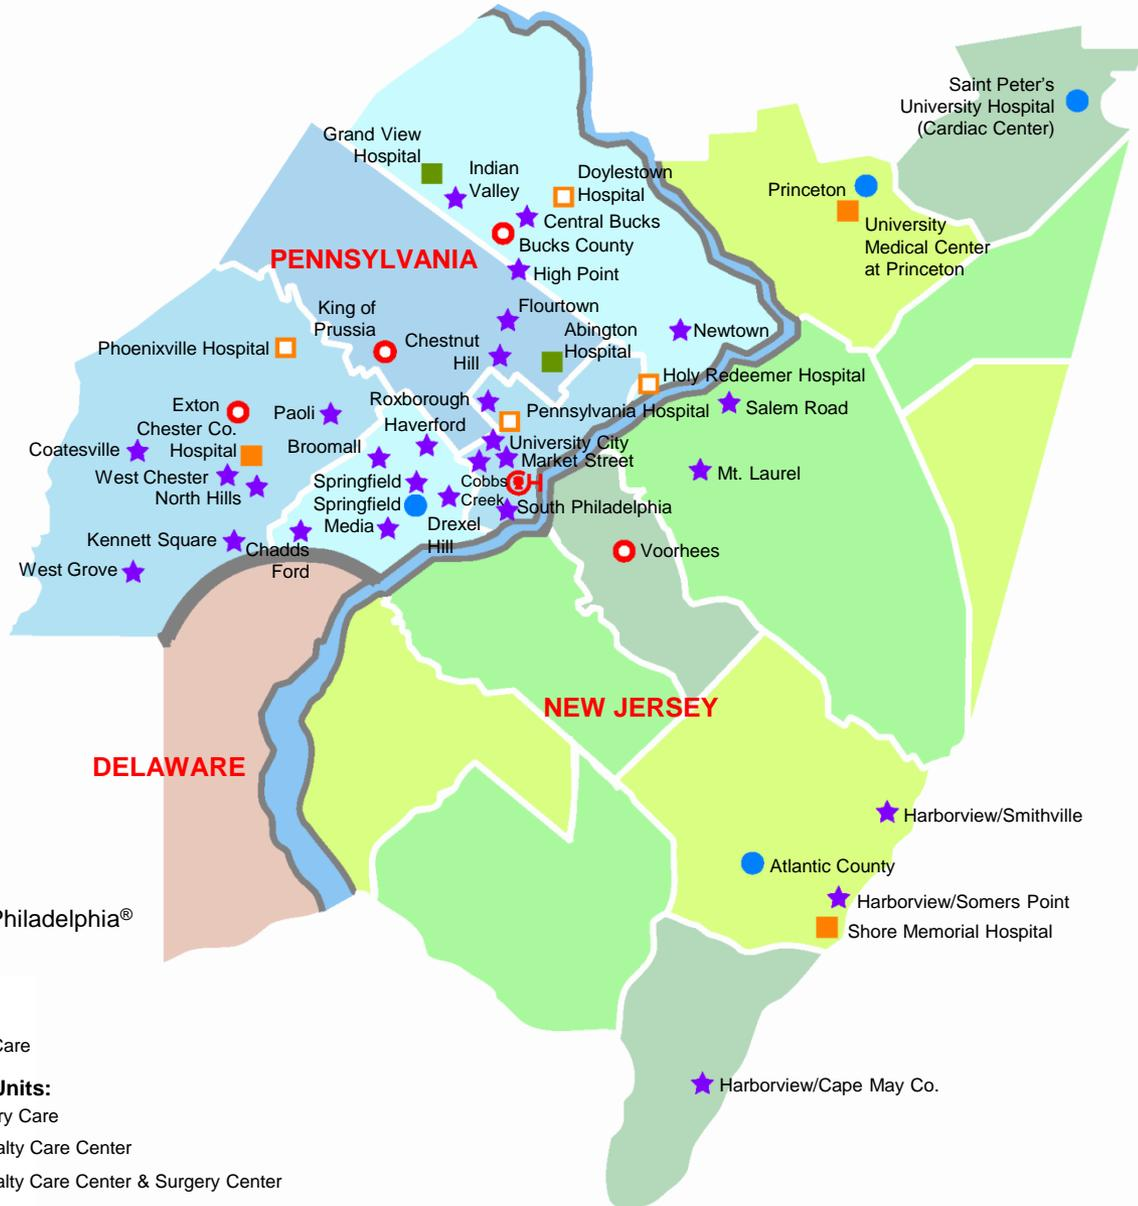 Saint Peter's
University Hospital
(Cardiac Center)
Grand View
Hospital
Indian
Valley
Doylestown
Hospital
Princeton
Central Bucks
University
Medical Center
at Princeton
Bucks County
PENNSYLVANIA
High Point
King of
Prussia
Flourtown
Abington
Hospital
Newtown
Phoenixville Hospital
Chestnut
Hill
Holy Redeemer Hospital
Exton
Paoli
Roxborough
Pennsylvania Hospital
Salem Road
Chester Co.
Hospital
Haverford
Coatesville
Broomall
University City
Market Street
Mt. Laurel
West Chester
North Hills
Springfield
Cobbs
Creek
Springfield
South Philadelphia
Media
Drexel
Hill
Kennett Square
Chadds
Ford
Voorhees
West Grove
NEW JERSEY
DELAWARE
Harborview/Smithville
Atlantic County
Harborview/Somers Point
Philadelphia®
Shore Memorial Hospital
Care
Units:
Harborview/Cape May Co.
ry Care
alty Care Center
alty Care Center & Surgery Center